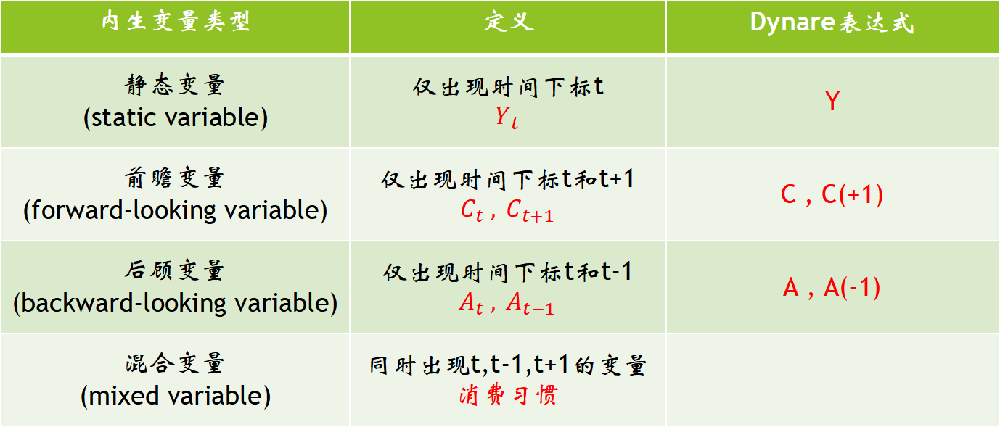 内生变量类型
定义
Dynare表达式
静态变量
(static variable)
仅出现时间下标t
Y_t
Y
前瞻变量
(forward-looking variable)
仅出现时间下标t和t+1
C_t , C_{t+1}
C , C(+1)
后顾变量
(backward-looking variable)
仅出现时间下标t和t-1
A_t , A_{t-1}
A , A(-1)
混合变量
(mixed variable)
同时出现t,t-1,t+1的变量
消费习惯